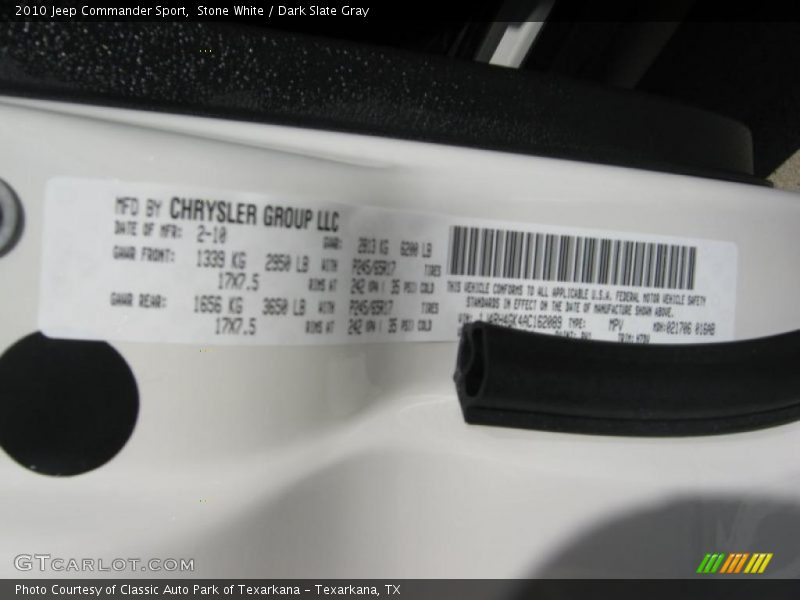 2010 Jeep Commander Sport, Stone White / Dark Slate Gray
MFD BY CHRYSLER GROUP LLC
DATE OF MFR: 2-10 GVWR: 2813 KG 6200 LB
GAWR FRONT: 1339 KG 2950 LB WITH P245/65R17 TIRES
17X7.5 RIMS AT 242 KPA ( 35 PSI) COLD
GAWR REAR: 1656 KG 3650 LB WITH P245/65R17 TIRES
17X7.5 RIMS AT 242 KPA ( 35 PSI) COLD
THIS VEHICLE CONFORMS TO ALL APPLICABLE U.S.A. FEDERAL MOTOR VEHICLE SAFETY
STANDARDS IN EFFECT ON THE DATE OF MANUFACTURE SHOWN ABOVE.
VIN: TYPE: MPV MDH:021706 016AB
GTCARLOT.COM
Photo Courtesy of Classic Auto Park of Texarkana - Texarkana, TX